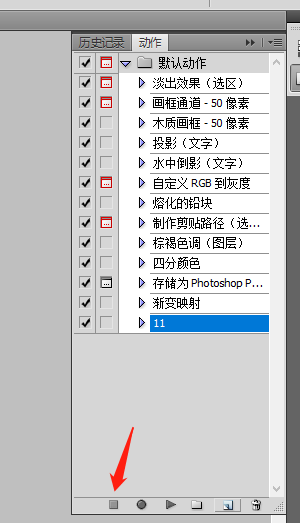 历史记录 动作
默认动作
淡出效果（选区）
画框通道 - 50 像素
木质画框 - 50 像素
投影（文字）
水中倒影（文字）
自定义 RGB 到灰度
熔化的铅块
制作剪贴路径（选...
棕褐色调（图层）
四分颜色
存储为 Photoshop P...
渐变映射
11